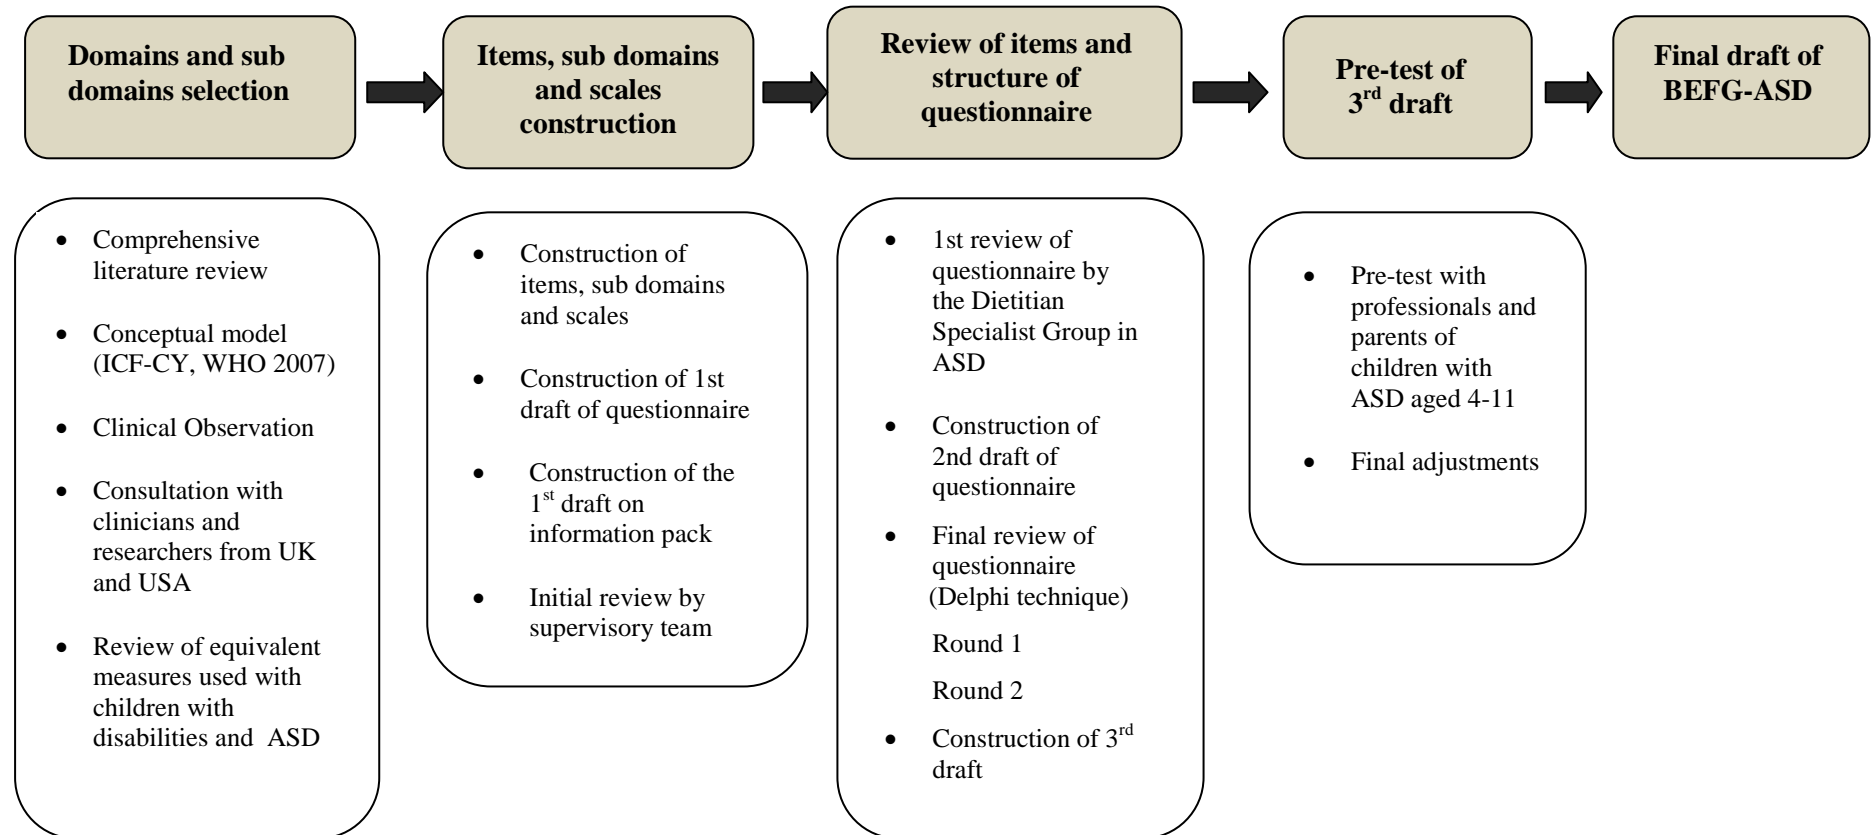 Domains and sub
domains selection
Items, sub domains
and scales
construction
Review of items and
structure of
questionnaire
Pre-test of
3rd draft
Final draft of
BEFG-ASD
• Comprehensive
literature review
• Conceptual model
(ICF-CY, WHO 2007)
• Clinical Observation
• Consultation with
clinicians and
researchers from UK
and USA
• Review of equivalent
measures used with
children with
disabilities and ASD
• Construction of
items, sub domains
and scales
• Construction of 1st
draft of questionnaire
• Construction of the
1st draft on
information pack
• Initial review by
supervisory team
• 1st review of
questionnaire by
the Dietitian
Specialist Group in
ASD
• Construction of
2nd draft of
questionnaire
• Final review of
questionnaire
(Delphi technique)
Round 1
Round 2
• Construction of 3rd
draft
• Pre-test with
professionals and
parents of
children with
ASD aged 4-11
• Final adjustments